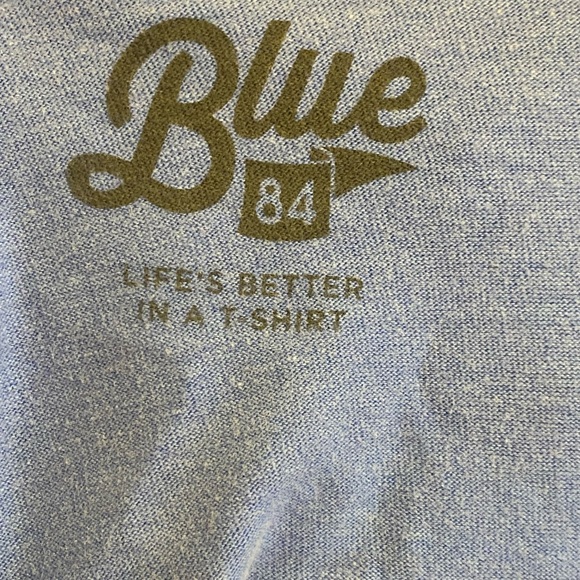 Blue
84
LIFE'S BETTER
IN A T-SHIRT